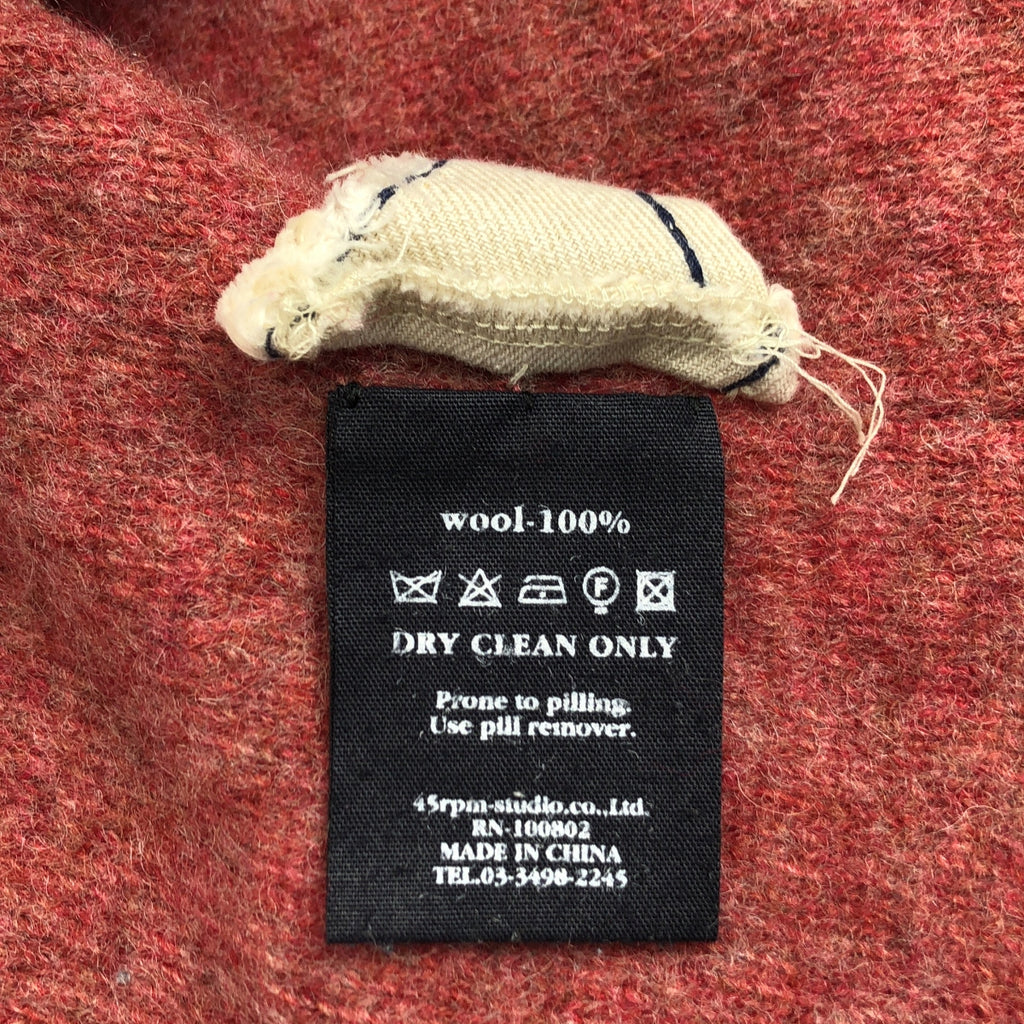 wool-100%
F
DRY CLEAN ONLY
Prone to pilling.
Use pill remover.
45rpm-studio.co.,Ltd.
RN-100802
MADE IN CHINA
TEL.03-3498-2245